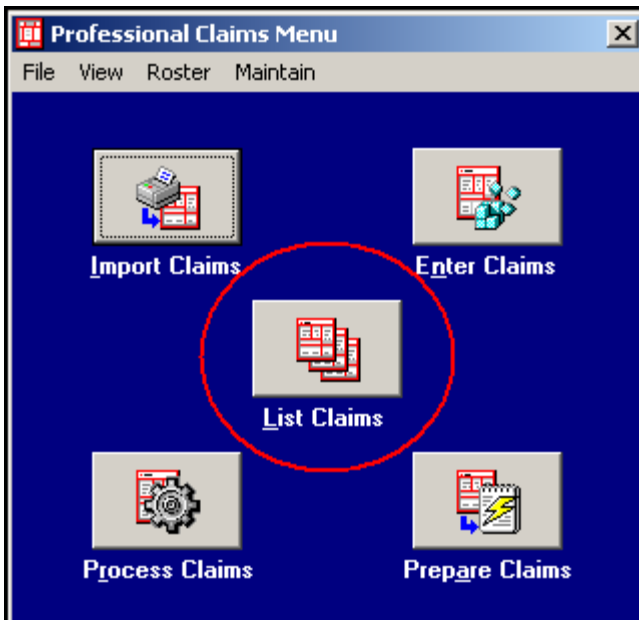 Professional Claims Menu
File View Roster Maintain
Import Claims
Enter Claims
List Claims
Process Claims
Prepare Claims